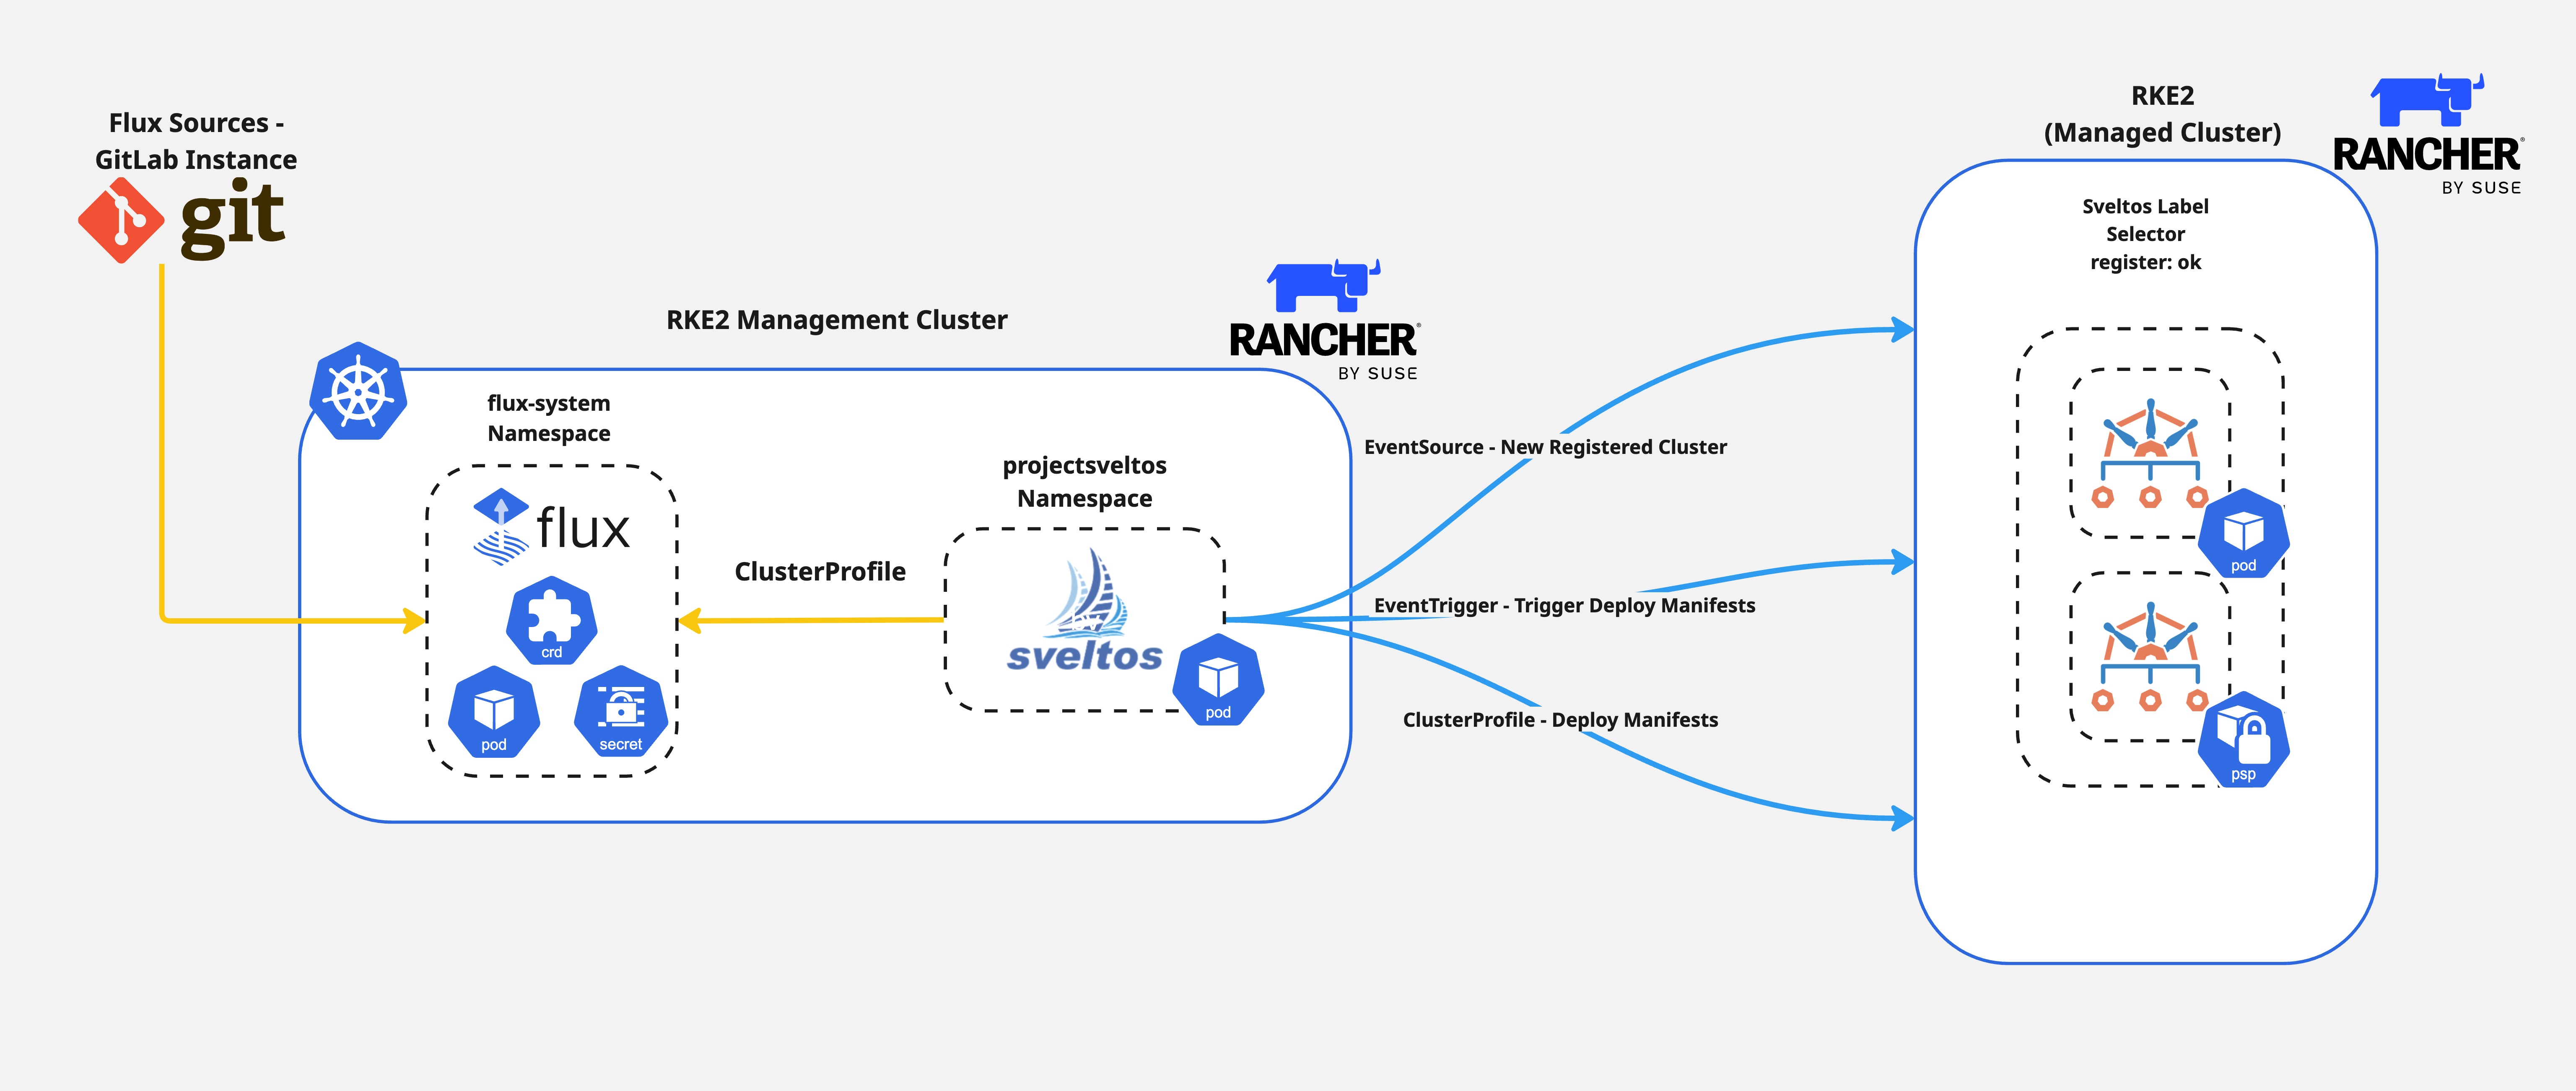 Flux Sources -
GitLab Instance
git
RKE2 Management Cluster
RANCHER®
BY SUSE
flux-system
Namespace
flux
crd
pod
secret
ClusterProfile
projectsveltos
Namespace
sveltos
pod
EventSource - New Registered Cluster
EventTrigger - Trigger Deploy Manifests
ClusterProfile - Deploy Manifests
RKE2
(Managed Cluster)
RANCHER®
BY SUSE
Sveltos Label
Selector
register: ok
pod
psp